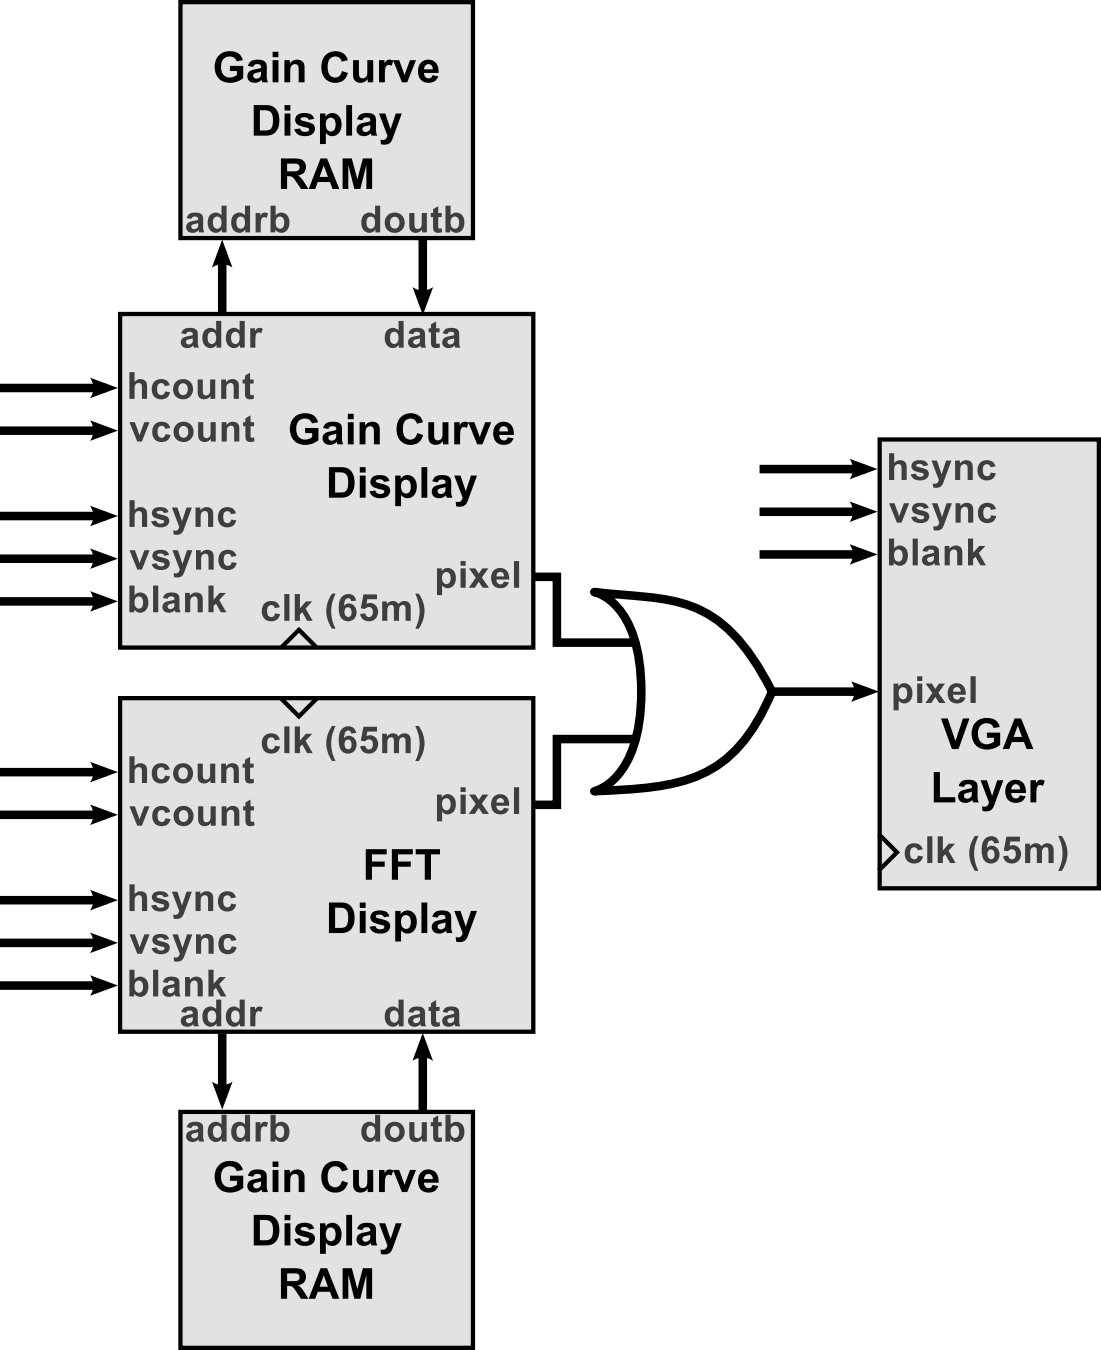 Gain Curve
Display
RAM
addrb doutb
addr data
hcount
vcount
Gain Curve
Display
hsync
vsync
blank
pixel
clk (65m)
clk (65m)
hcount
vcount
pixel
FFT
Display
hsync
vsync
blank
addr data
addrb doutb
Gain Curve
Display
RAM
hsync
vsync
blank
pixel
VGA
Layer
clk (65m)